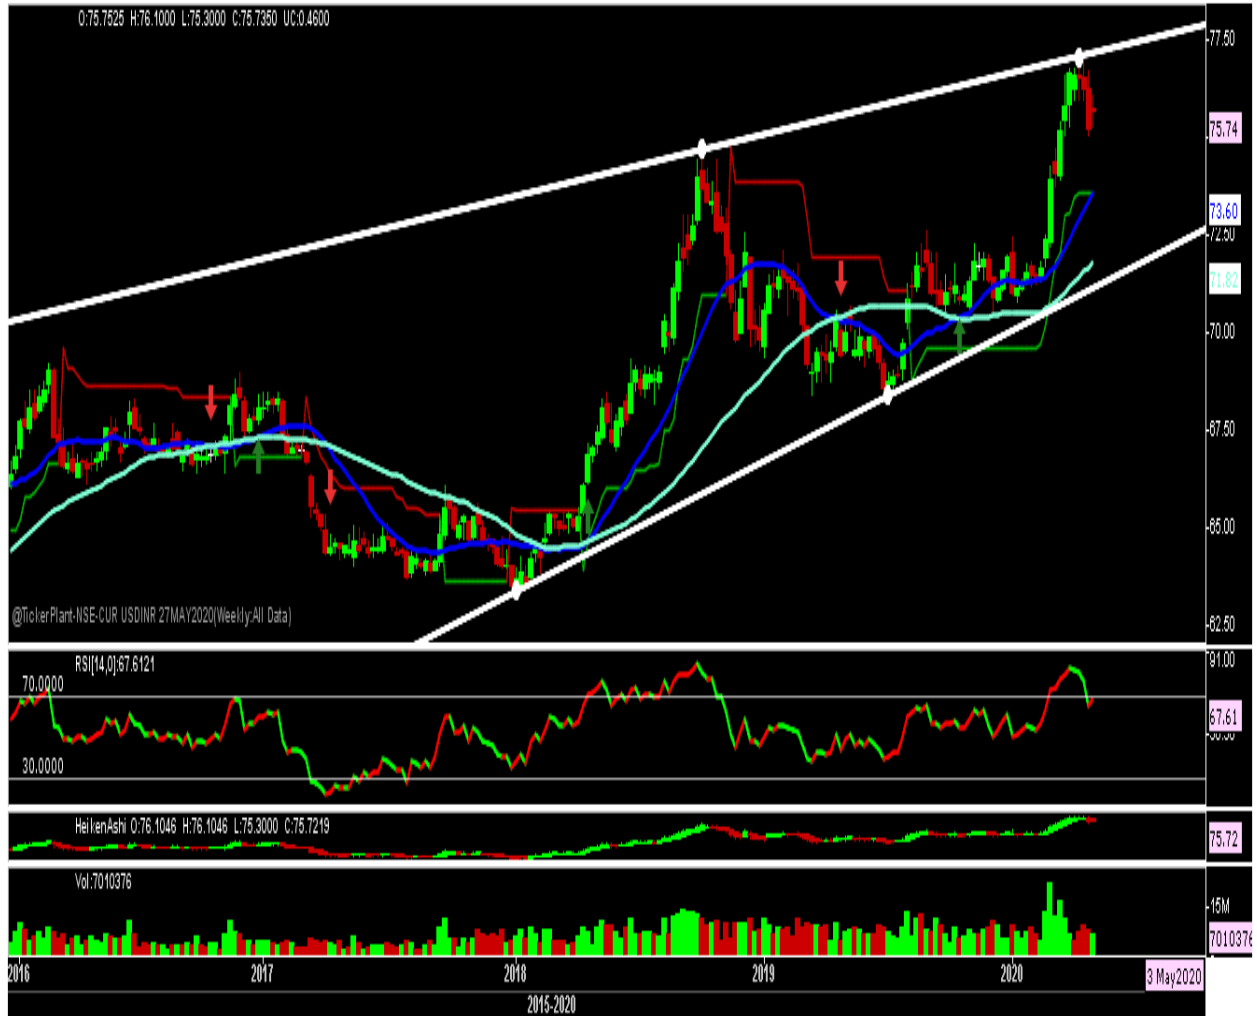 O:75.7525 H:76.1000 L:75.3000 C:75.7350 UC:0.4600
77.50
75.74
73.60
72.50
71.82
70.00
67.50
65.00
62.50
@TickerPlant-NSE-CUR USDINR 27MAY2020(Weekly:All Data)
RSI[14,0]:67.6121
91.00
70.0000
67.61
30.0000
HeikenAshi O:76.1046 H:76.1046 L:75.3000 C:75.7219
75.72
Vol:7010376
15M
7010376
2016 2017 2018 2019 2020
3 May2020
2015-2020